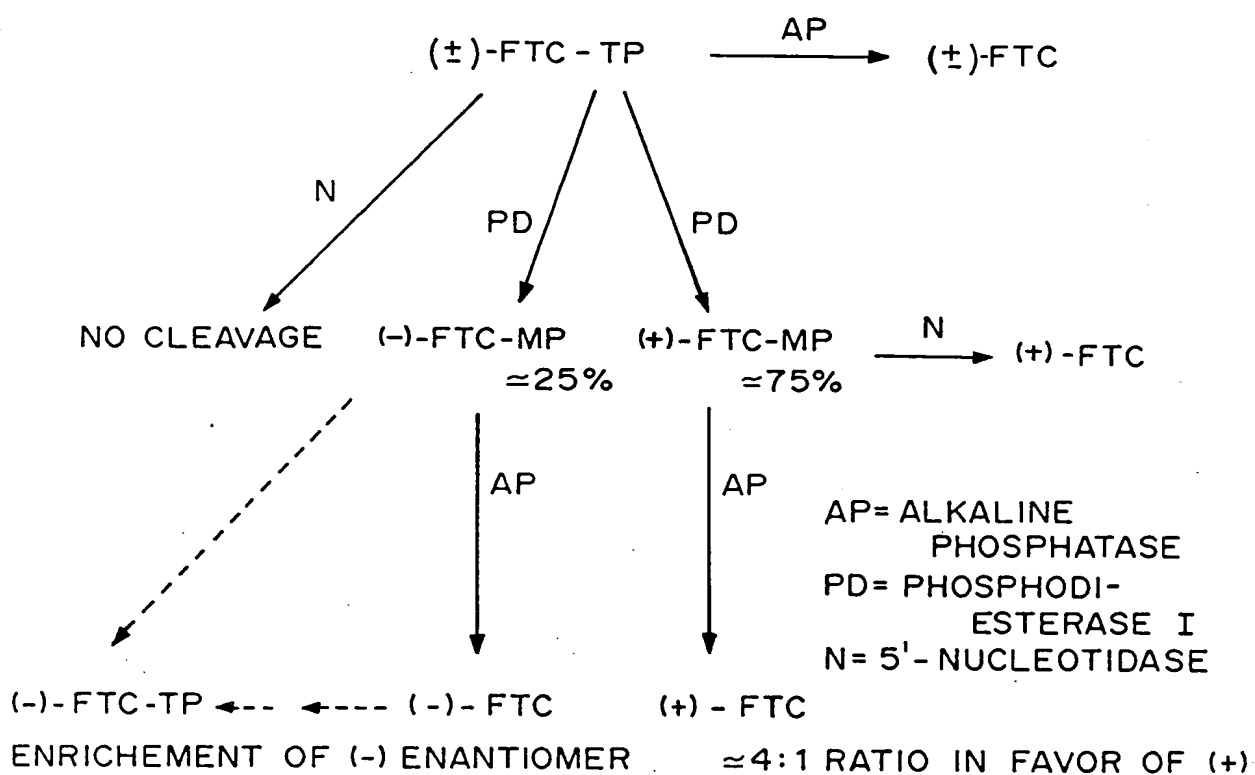 (±)-FTC-TP
AP
(±)-FTC
N
PD
PD
NO CLEAVAGE
(-)-FTC-MP
≃25%
(+)-FTC-MP
≃75%
N
(+)-FTC
AP
AP
AP= ALKALINE
PHOSPHATASE
PD= PHOSPHODI-
ESTERASE I
N= 5'-NUCLEOTIDASE
(-)-FTC-TP
(-)-FTC
(+)-FTC
ENRICHEMENT OF (-) ENANTIOMER
≃4:1 RATIO IN FAVOR OF (+)